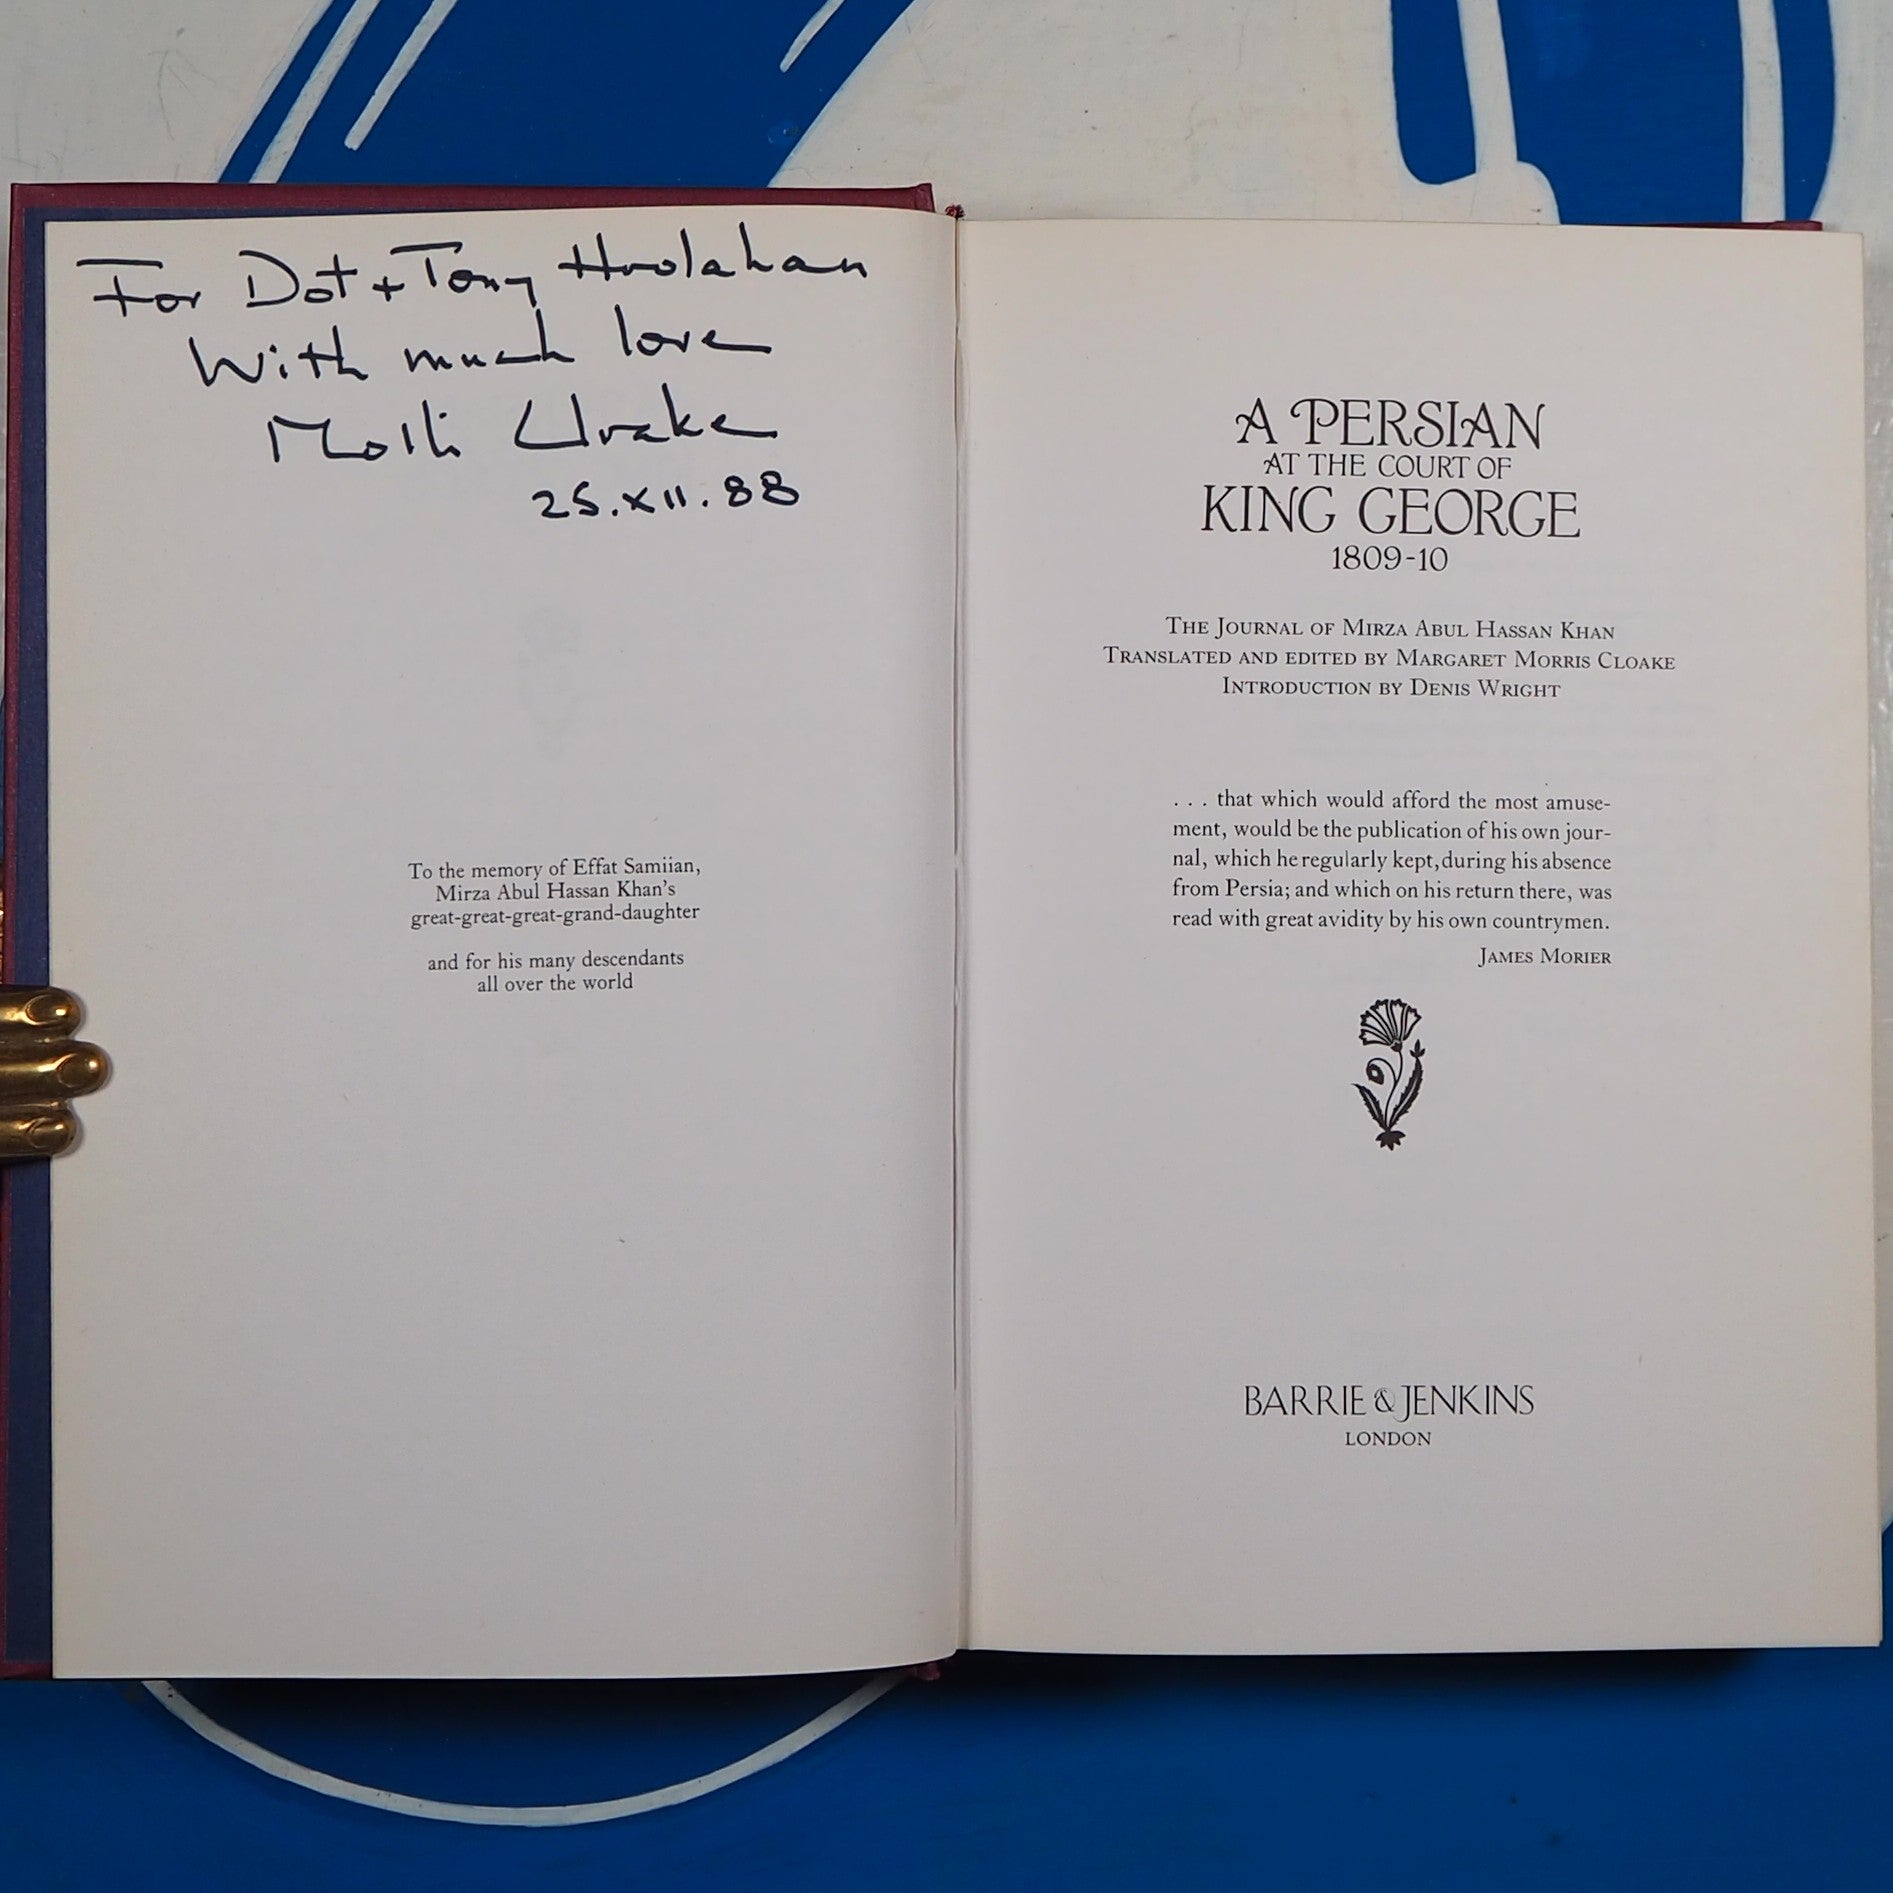 For Dot + Tony Hoolahan
With much love
Molli Cloake
25.XII.88
To the memory of Effat Samiian,
Mirza Abul Hassan Khan's
great-great-great-grand-daughter
and for his many descendants
all over the world
A PERSIAN
AT THE COURT OF
KING GEORGE
1809-10
THE JOURNAL OF MIRZA ABUL HASSAN KHAN
TRANSLATED AND EDITED BY MARGARET MORRIS CLOAKE
INTRODUCTION BY DENIS WRIGHT
. . . that which would afford the most amuse-
ment, would be the publication of his own jour-
nal, which he regularly kept, during his absence
from Persia; and which on his return there, was
read with great avidity by his own countrymen.
JAMES MORIER
BARRIE & JENKINS
LONDON